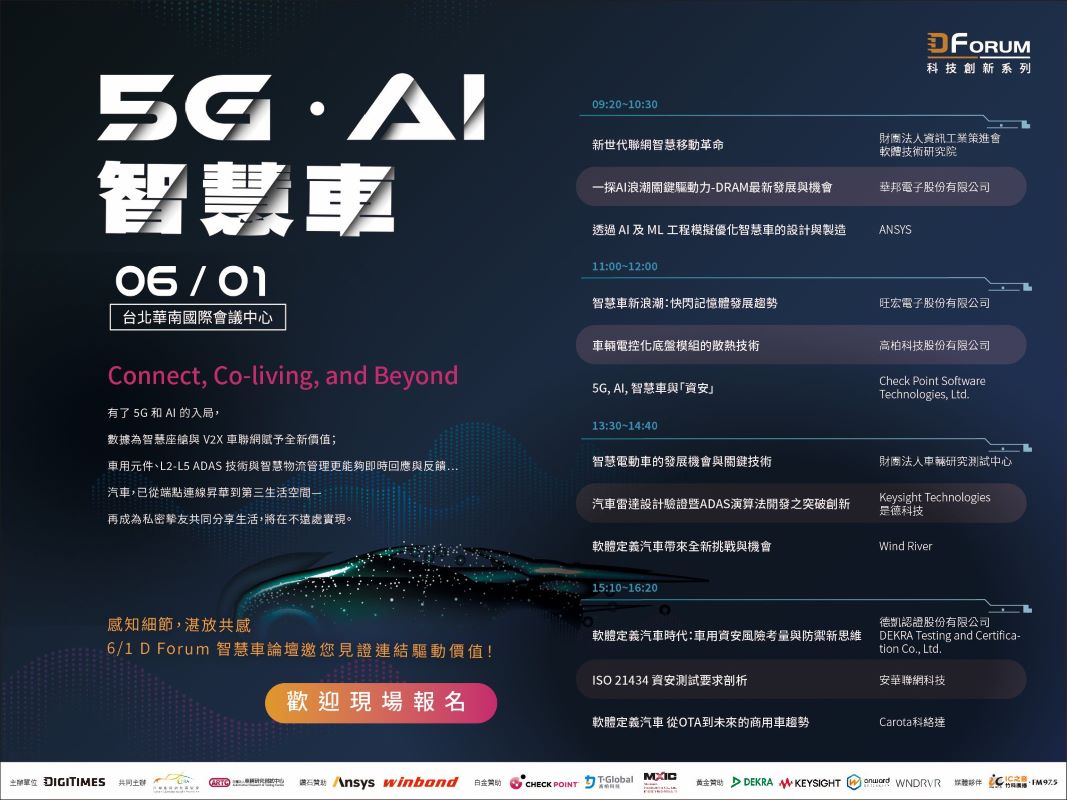 DFORUM
科技創新系列
5G·AI
智慧車
06 / 01
台北華南國際會議中心
Connect, Co-living, and Beyond
有了 5G 和 AI 的入局，
數據為智慧座艙與 V2X 車聯網賦予全新價值；
車用元件、L2-L5 ADAS 技術與智慧物流管理更能夠即時回應與反饋…
汽車，已從端點連線昇華到第三生活空間—
再成為私密摯友共同分享生活，將在不遠處實現。
感知細節，湛放共感
6/1 D Forum 智慧車論壇邀您見證連結驅動價值！
歡迎現場報名
09:20~10:30
新世代聯網智慧移動革命
財團法人資訊工業策進會
軟體技術研究院
一探AI浪潮關鍵驅動力-DRAM最新發展與機會
華邦電子股份有限公司
透過 AI 及 ML 工程模擬優化智慧車的設計與製造
ANSYS
11:00~12:00
智慧車新浪潮：快閃記憶體發展趨勢
旺宏電子股份有限公司
車輛電控化底盤模組的散熱技術
高柏科技股份有限公司
5G, AI, 智慧車與「資安」
Check Point Software
Technologies, Ltd.
13:30~14:40
智慧電動車的發展機會與關鍵技術
財團法人車輛研究測試中心
汽車雷達設計驗證暨ADAS演算法開發之突破創新
Keysight Technologies
是德科技
軟體定義汽車帶來全新挑戰與機會
Wind River
15:10~16:20
軟體定義汽車時代：車用資安風險考量與防禦新思維
德凱認證股份有限公司
DEKRA Testing and Certifica-
tion Co., Ltd.
ISO 21434 資安測試要求剖析
安華聯網科技
軟體定義汽車 從OTA到未來的商用車趨勢
Carota科絡達
主辦單位 DIGITIMES 共同主辦 ARTC 鑽石贊助 Ansys winbond 白金贊助 CHECK POINT T-Global 高柏科技 MXIC 黃金贊助 DEKRA KEYSIGHT onward SECURITY WNDRVR 媒體夥伴 IC之音 竹科廣播 FM97.5